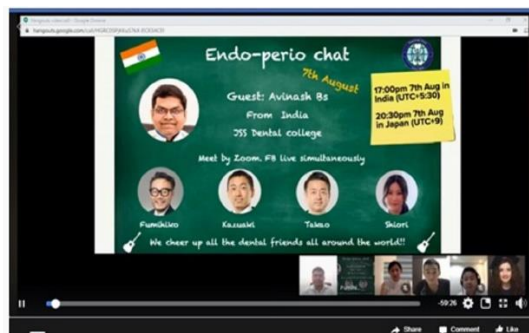 Endo-perio chat
7th August
Guest: Avinash Bs
From India
JSS Dental college
17:00pm 7th Aug in
India (UTC+5:30)
20:30pm 7th Aug
in Japan (UTC+9)
Meet by Zoom. FB live simultaneously
Fumihiko
Kazuaki
Takao
Shiori
We cheer up all the dental friends all around the world!!
-59:26
Share
Comment
Like